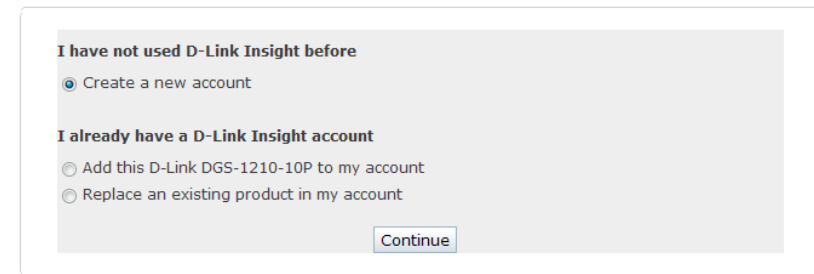 I have not used D-Link Insight before
Create a new account
I already have a D-Link Insight account
Add this D-Link DGS-1210-10P to my account
Replace an existing product in my account
Continue